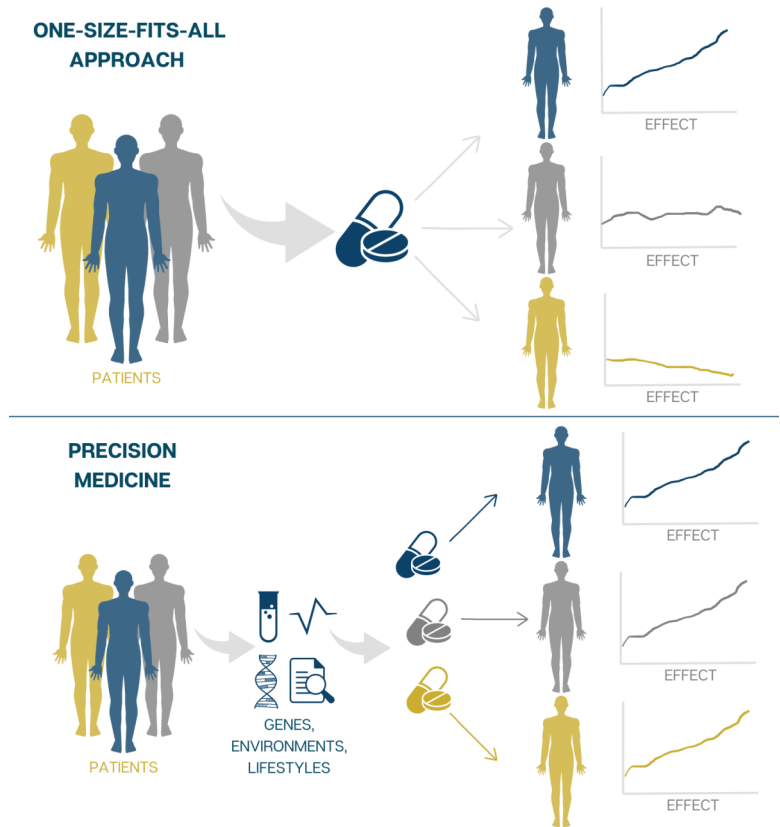 ONE-SIZE-FITS-ALL
APPROACH
EFFECT
EFFECT
EFFECT
PATIENTS
PRECISION
MEDICINE
EFFECT
EFFECT
EFFECT
GENES,
ENVIRONMENTS,
LIFESTYLES
PATIENTS